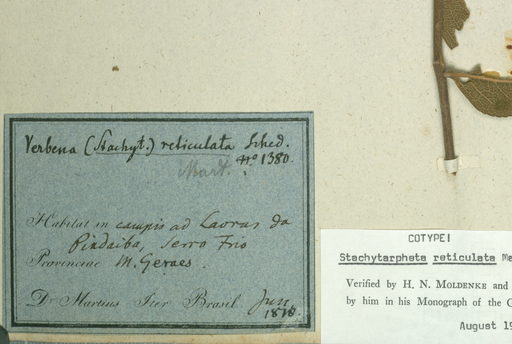 Verbena (Stachyt.) reticulata Sched.
No 1380.
Mart.
Habitat in campis ad Lavras da
Pindaiba, Serro Frio
Provinciae M. Geraes.
Dr Martius Iter Brasil Jun.
1818
COTYPE!
Stachytarpheta reticulata Ma
Verified by H. N. MOLDENKE and
by him in his Monograph of the G
August 19